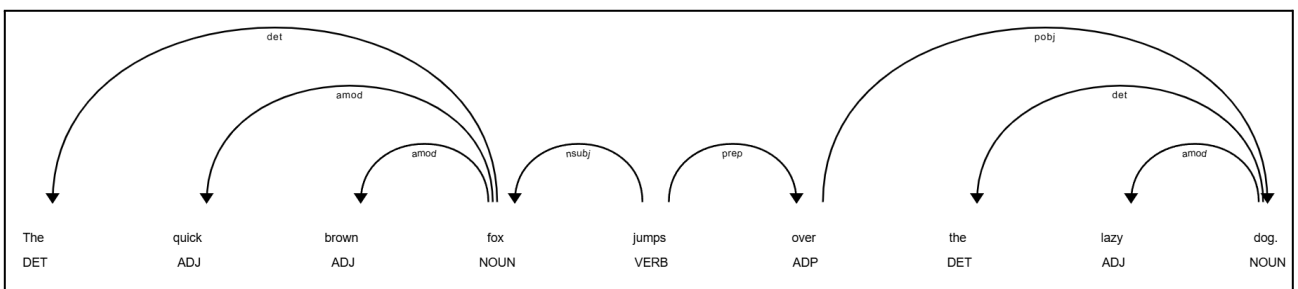 det pobj
amod det
amod nsubj prep amod
The quick brown fox jumps over the lazy dog.
DET ADJ ADJ NOUN VERB ADP DET ADJ NOUN